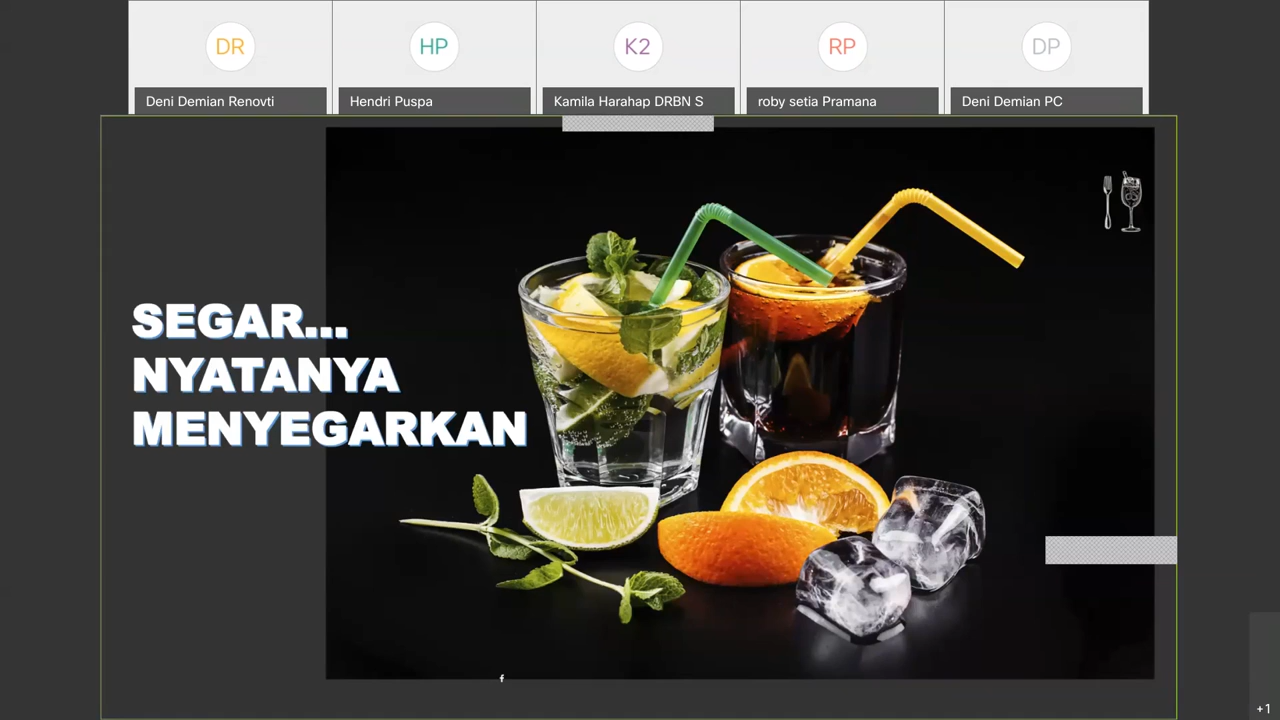 DR
HP
K2
RP
DP
Deni Demian Renovti
Hendri Puspa
Kamila Harahap DRBN S
roby setia Pramana
Deni Demian PC
SEGAR...
NYATANYA
MENYEGARKAN
f
+1